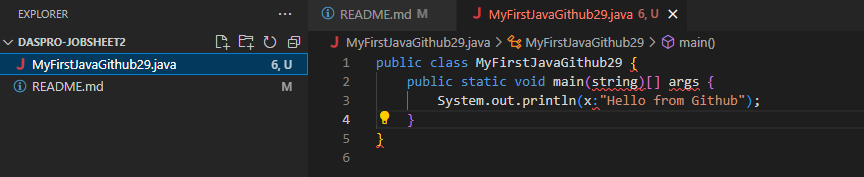 EXPLORER ···
README.md M
J MyFirstJavaGithub29.java 6, U ×
DASPRO-JOBSHEET2
J MyFirstJavaGithub29.java > MyFirstJavaGithub29 > main()
J MyFirstJavaGithub29.java 6, U
README.md M
1 public class MyFirstJavaGithub29 {
2 public static void main(string)[] args {
3 System.out.println(x:"Hello from Github");
4 }
5 }
6